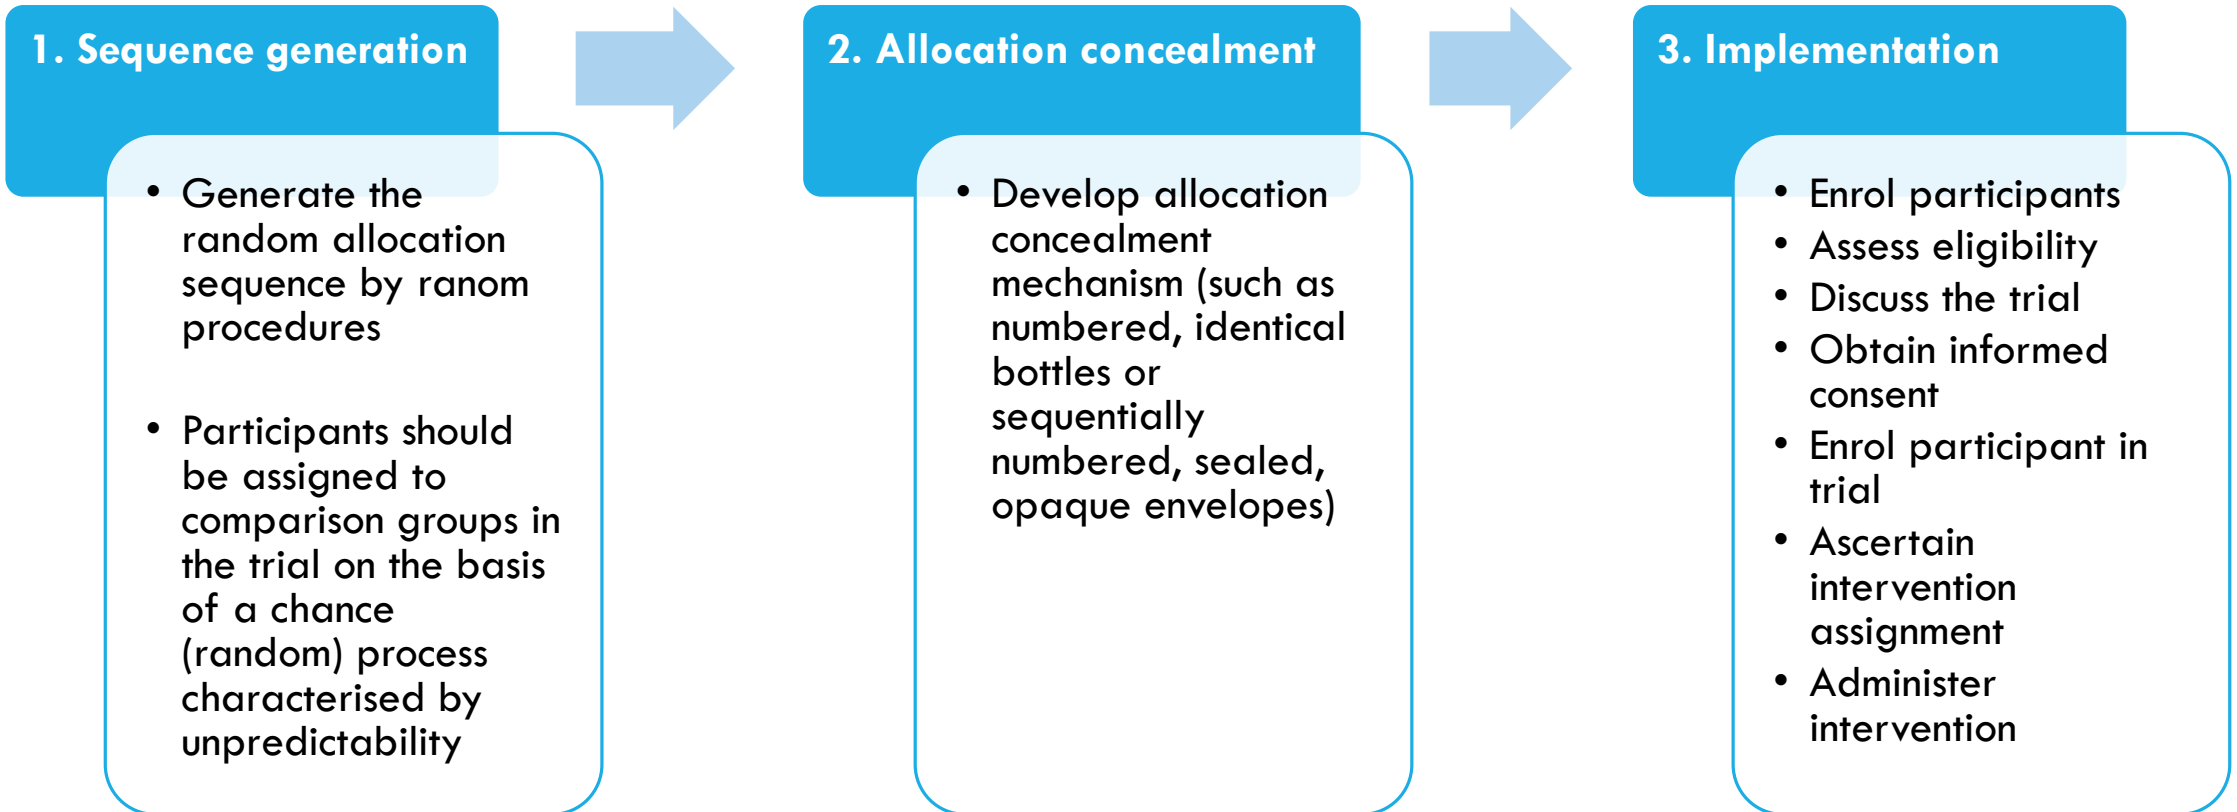 1. Sequence generation
• Generate the
random allocation
sequence by ranom
procedures
• Participants should
be assigned to
comparison groups in
the trial on the basis
of a chance
(random) process
characterised by
unpredictability
2. Allocation concealment
• Develop allocation
concealment
mechanism (such as
numbered, identical
bottles or
sequentially
numbered, sealed,
opaque envelopes)
3. Implementation
• Enrol participants
• Assess eligibility
• Discuss the trial
• Obtain informed
consent
• Enrol participant in
trial
• Ascertain
intervention
assignment
• Administer
intervention